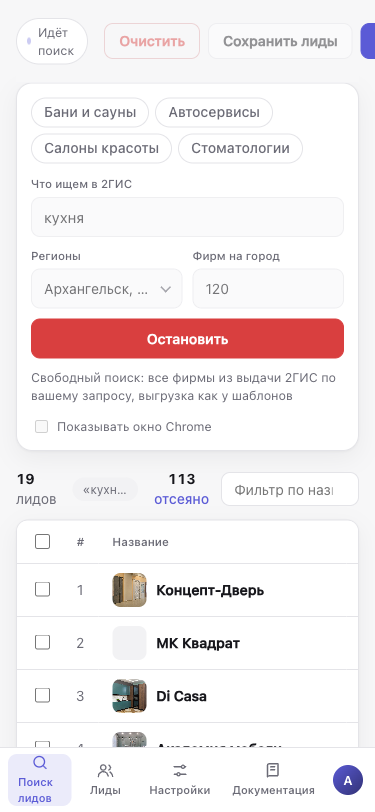 Идёт
поиск
Очистить
Сохранить лиды
Бани и сауны
Автосервисы
Салоны красоты
Стоматологии
Что ищем в 2ГИС
кухня
Регионы
Фирм на город
Архангельск, ...
120
Остановить
Свободный поиск: все фирмы из выдачи 2ГИС по
вашему запросу, выгрузка как у шаблонов
Показывать окно Chrome
19
лидов
«кухн...
113
отсеяно
Фильтр по назв
# Название
1 Концепт-Дверь
2 МК Квадрат
3 Di Casa
Поиск
лидов
Лиды
Настройки
Документация
А